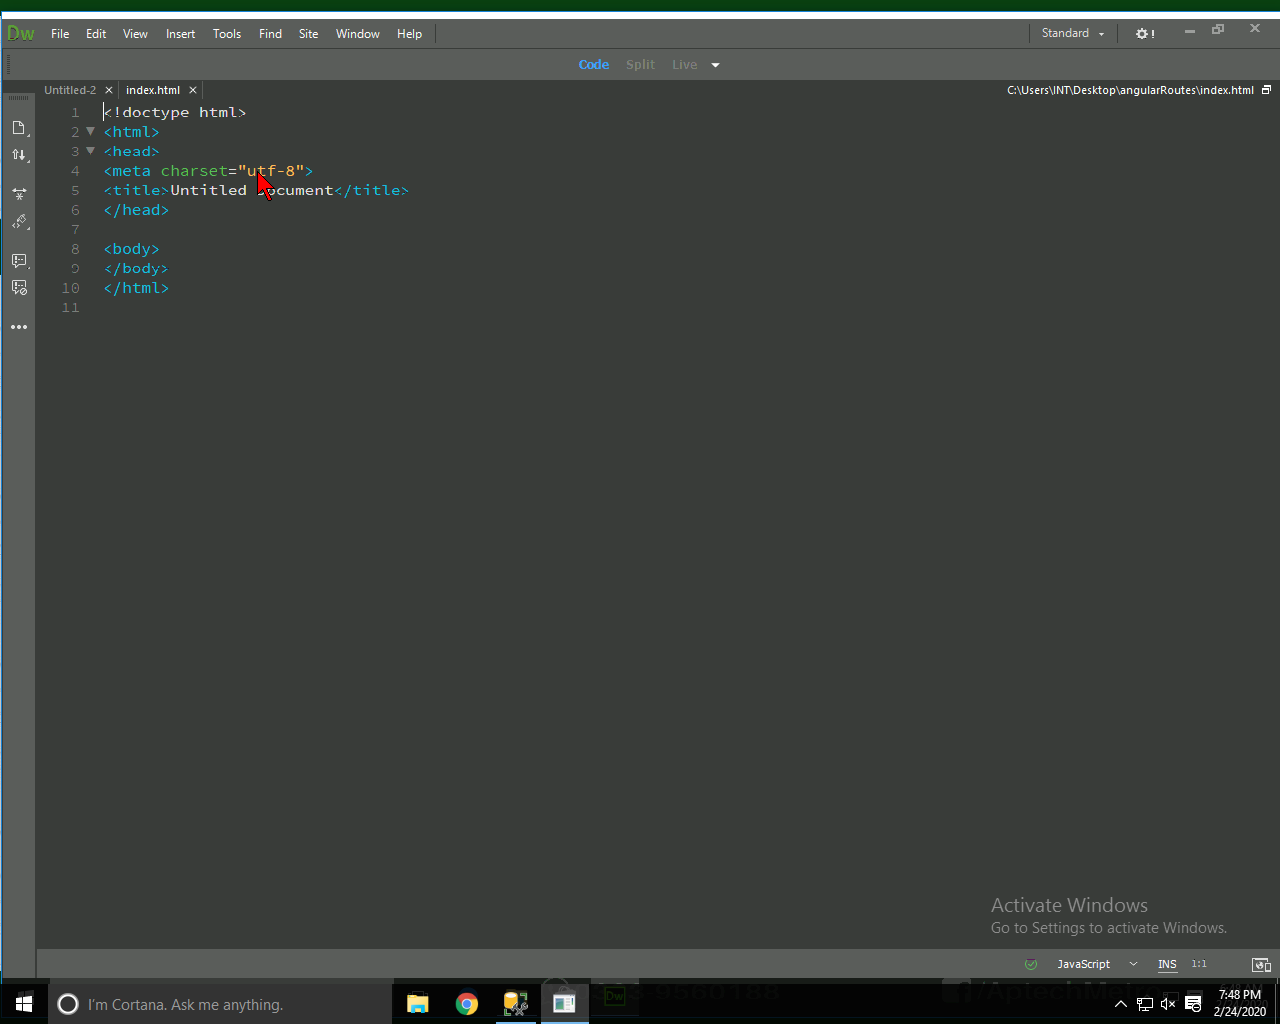 Dw File Edit View Insert Tools Find Site Window Help Standard !
Code Split Live
Untitled-2 index.html C:\Users\INT\Desktop\angularRoutes\index.html
1 <!doctype html>
2 <html>
3 <head>
4 <meta charset="utf-8">
5 <title>Untitled Document</title>
6 </head>
7
8 <body>
9 </body>
10 </html>
11
Activate Windows
Go to Settings to activate Windows.
JavaScript INS 1:1
I'm Cortana. Ask me anything.
Dw
9560188
7:48 PM
2/24/2020